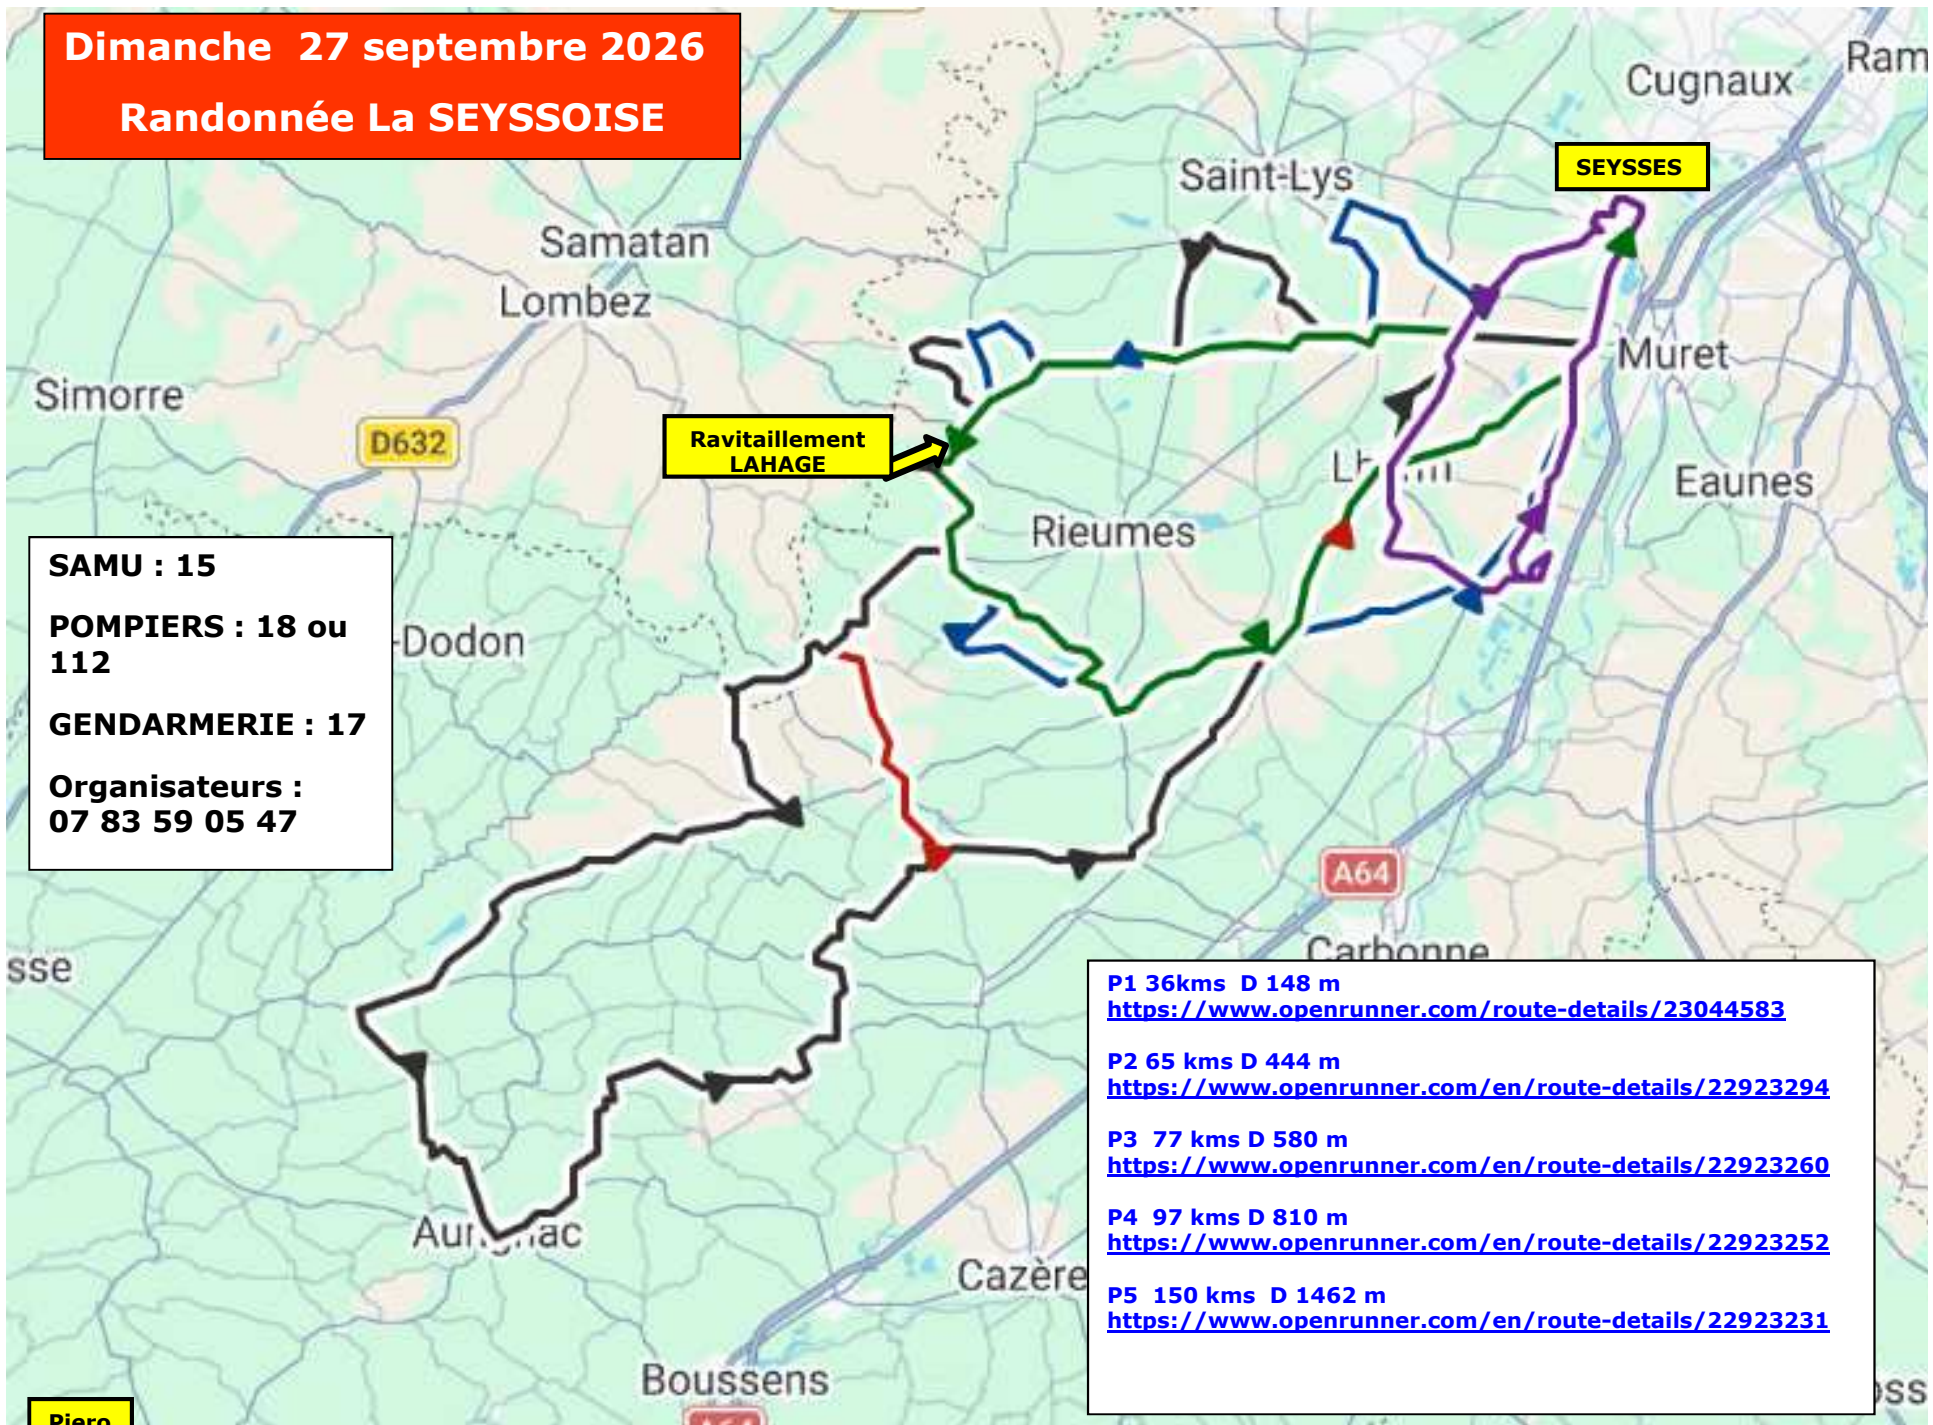 Dimanche 27 septembre 2026
Randonnée La SEYSSOISE
Ram
Cugnaux
SEYSSES
Saint-Lys
Samatan
Lombez
Muret
Simorre
D632
Ravitaillement
LAHAGE
Eaunes
Rieumes
SAMU : 15
POMPIERS : 18 ou
112
GENDARMERIE : 17
Organisateurs :
07 83 59 05 47
-Dodon
A64
Carbonne
sse
P1 36kms D 148 m
https://www.openrunner.com/route-details/23044583
P2 65 kms D 444 m
https://www.openrunner.com/en/route-details/22923294
P3 77 kms D 580 m
https://www.openrunner.com/en/route-details/22923260
P4 97 kms D 810 m
https://www.openrunner.com/en/route-details/22923252
P5 150 kms D 1462 m
https://www.openrunner.com/en/route-details/22923231
Cazère
Boussens
oss
A64
Piero